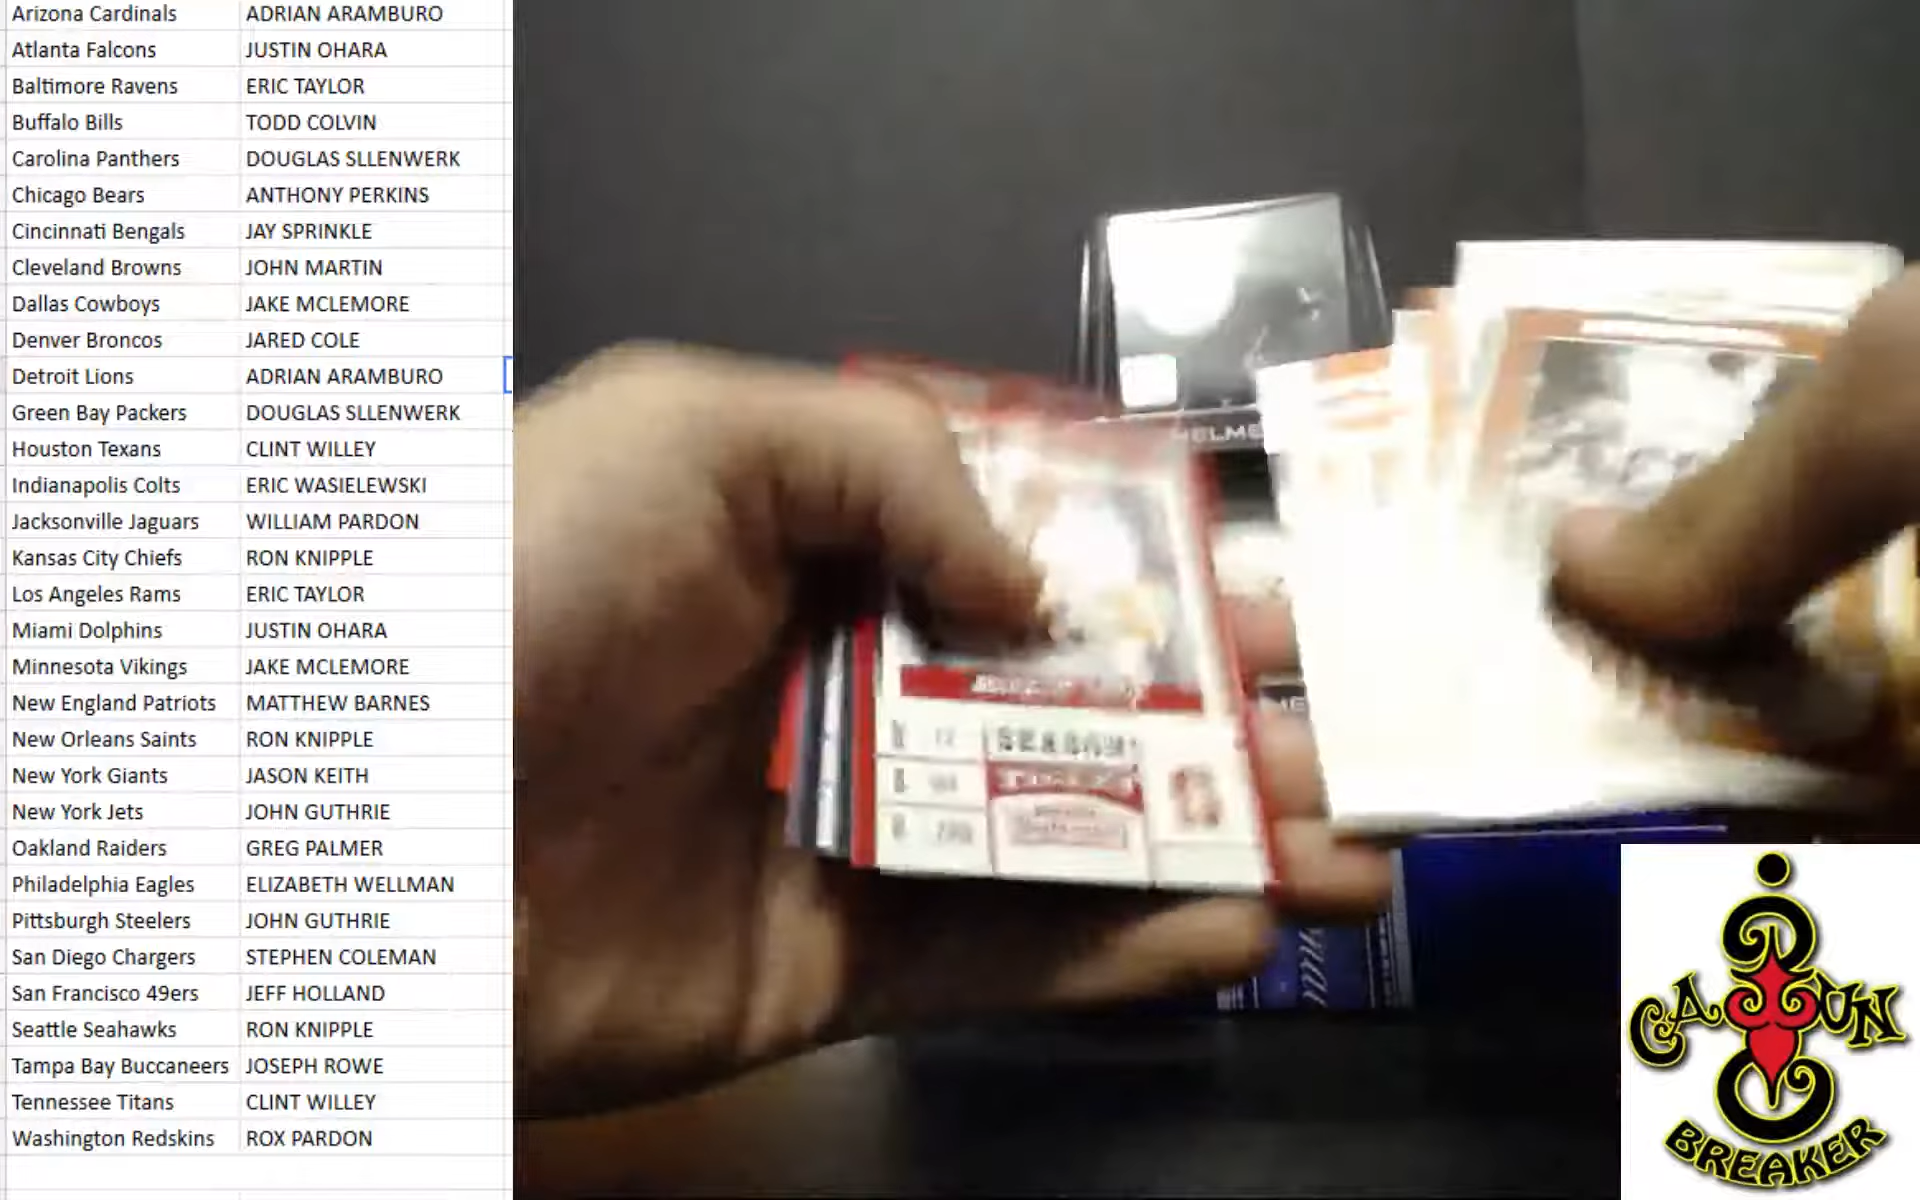 Arizona Cardinals ADRIAN ARAMBURO
Atlanta Falcons JUSTIN OHARA
Baltimore Ravens ERIC TAYLOR
Buffalo Bills TODD COLVIN
Carolina Panthers DOUGLAS SLLENWERK
Chicago Bears ANTHONY PERKINS
Cincinnati Bengals JAY SPRINKLE
Cleveland Browns JOHN MARTIN
Dallas Cowboys JAKE MCLEMORE
Denver Broncos JARED COLE
Detroit Lions ADRIAN ARAMBURO
Green Bay Packers DOUGLAS SLLENWERK
Houston Texans CLINT WILLEY
Indianapolis Colts ERIC WASIELEWSKI
Jacksonville Jaguars WILLIAM PARDON
Kansas City Chiefs RON KNIPPLE
Los Angeles Rams ERIC TAYLOR
Miami Dolphins JUSTIN OHARA
Minnesota Vikings JAKE MCLEMORE
New England Patriots MATTHEW BARNES
New Orleans Saints RON KNIPPLE
New York Giants JASON KEITH
New York Jets JOHN GUTHRIE
Oakland Raiders GREG PALMER
Philadelphia Eagles ELIZABETH WELLMAN
Pittsburgh Steelers JOHN GUTHRIE
San Diego Chargers STEPHEN COLEMAN
San Francisco 49ers JEFF HOLLAND
Seattle Seahawks RON KNIPPLE
Tampa Bay Buccaneers JOSEPH ROWE
Tennessee Titans CLINT WILLEY
Washington Redskins ROX PARDON
SEASON
CAJUN
BREAKER